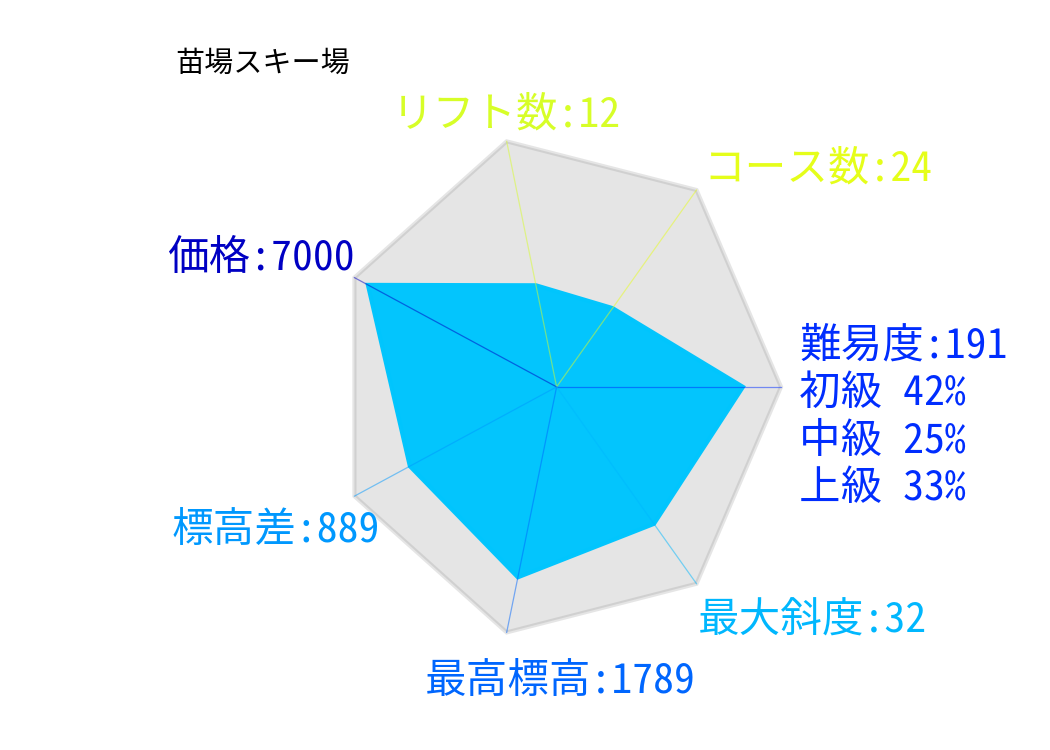 苗場スキー場
リフト数:12
コース数:24
価格:7000
難易度:191
初級 42%
中級 25%
上級 33%
標高差:889
最大斜度:32
最高標高:1789